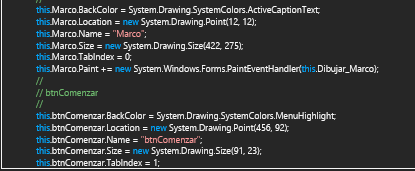 //
this.Marco.BackColor = System.Drawing.SystemColors.ActiveCaptionText;
this.Marco.Location = new System.Drawing.Point(12, 12);
this.Marco.Name = "Marco";
this.Marco.Size = new System.Drawing.Size(422, 275);
this.Marco.TabIndex = 0;
this.Marco.Paint += new System.Windows.Forms.PaintEventHandler(this.Dibujar_Marco);
//
// btnComenzar
//
this.btnComenzar.BackColor = System.Drawing.SystemColors.MenuHighlight;
this.btnComenzar.Location = new System.Drawing.Point(456, 92);
this.btnComenzar.Name = "btnComenzar";
this.btnComenzar.Size = new System.Drawing.Size(91, 23);
this.btnComenzar.TabIndex = 1;